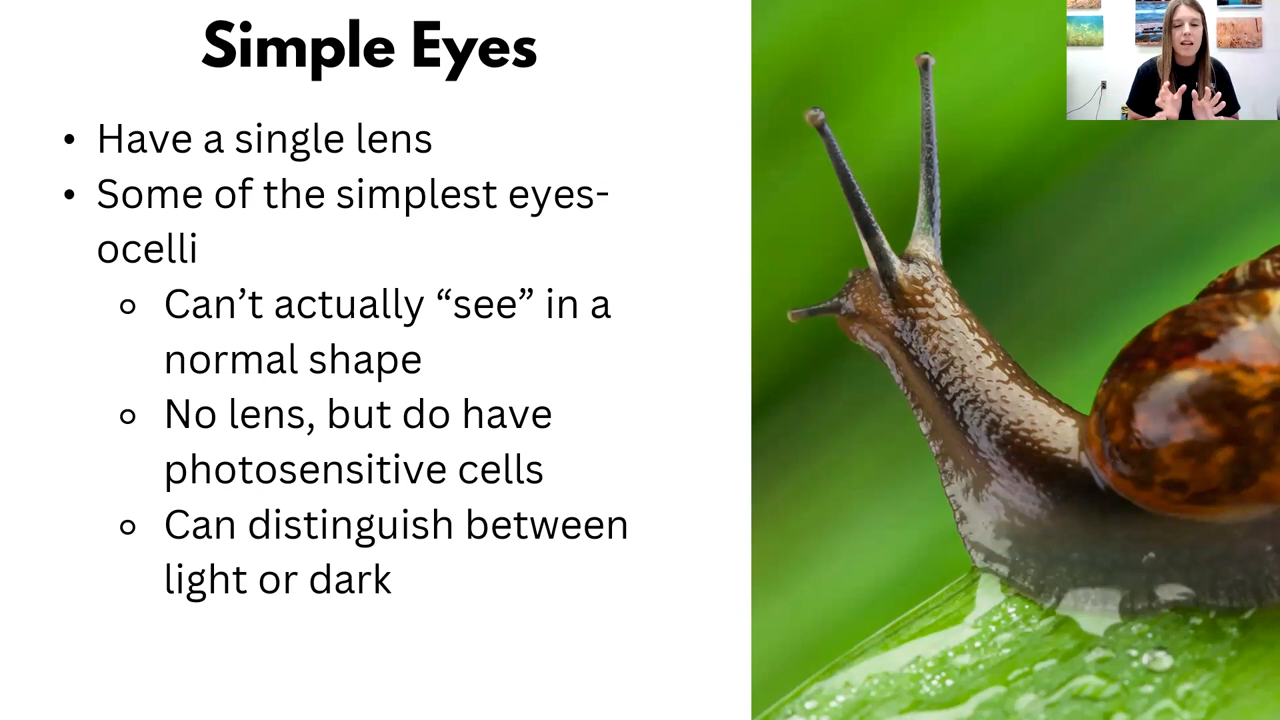 Simple Eyes
• Have a single lens
• Some of the simplest eyes-
ocelli
◦ Can’t actually “see” in a
normal shape
◦ No lens, but do have
photosensitive cells
◦ Can distinguish between
light or dark